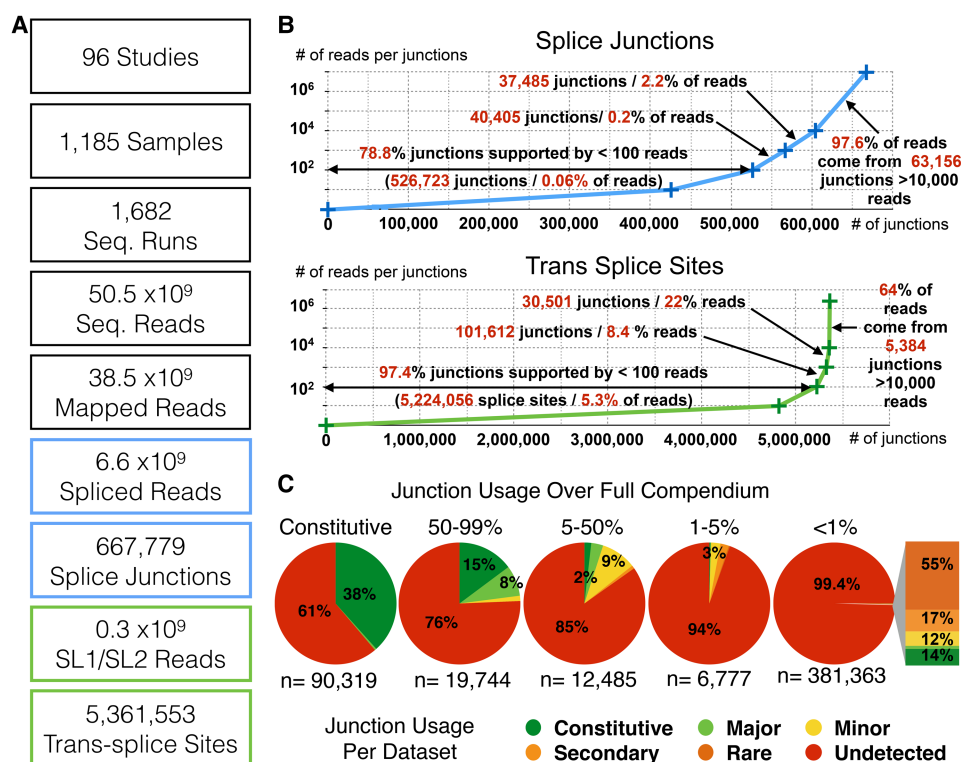 A
96 Studies
1,185 Samples
1,682
Seq. Runs
50.5 x10⁹
Seq. Reads
38.5 x10⁹
Mapped Reads
6.6 x10⁹
Spliced Reads
667,779
Splice Junctions
0.3 x10⁹
SL1/SL2 Reads
5,361,553
Trans-splice Sites
B
Splice Junctions
# of reads per junctions
10⁶
10⁴
10²
37,485 junctions / 2.2% of reads
40,405 junctions/ 0.2% of reads
78.8% junctions supported by < 100 reads
(526,723 junctions / 0.06% of reads)
97.6% of reads
come from 63,156
junctions >10,000
reads
0 100,000 200,000 300,000 400,000 500,000 600,000 # of junctions
Trans Splice Sites
# of reads per junctions
10⁶
10⁴
10²
30,501 junctions / 22% reads
101,612 junctions / 8.4 % reads
97.4% junctions supported by < 100 reads
(5,224,056 splice sites / 5.3% of reads)
64% of
reads
come from
5,384
junctions
>10,000
reads
0 1,000,000 2,000,000 3,000,000 4,000,000 5,000,000 # of junctions
C
Junction Usage Over Full Compendium
Constitutive 50-99% 5-50% 1-5% <1%
61% 38%
15% 8% 76%
2% 9% 85%
3% 94%
99.4%
55%
17%
12%
14%
n= 90,319 n= 19,744 n= 12,485 n= 6,777 n= 381,363
Junction Usage
Per Dataset
Constitutive Major Minor
Secondary Rare Undetected